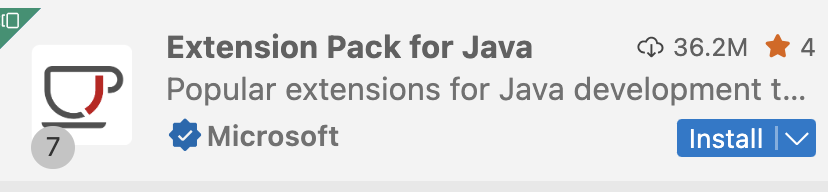 Extension Pack for Java
36.2M
4
Popular extensions for Java development t...
7
Microsoft
Install